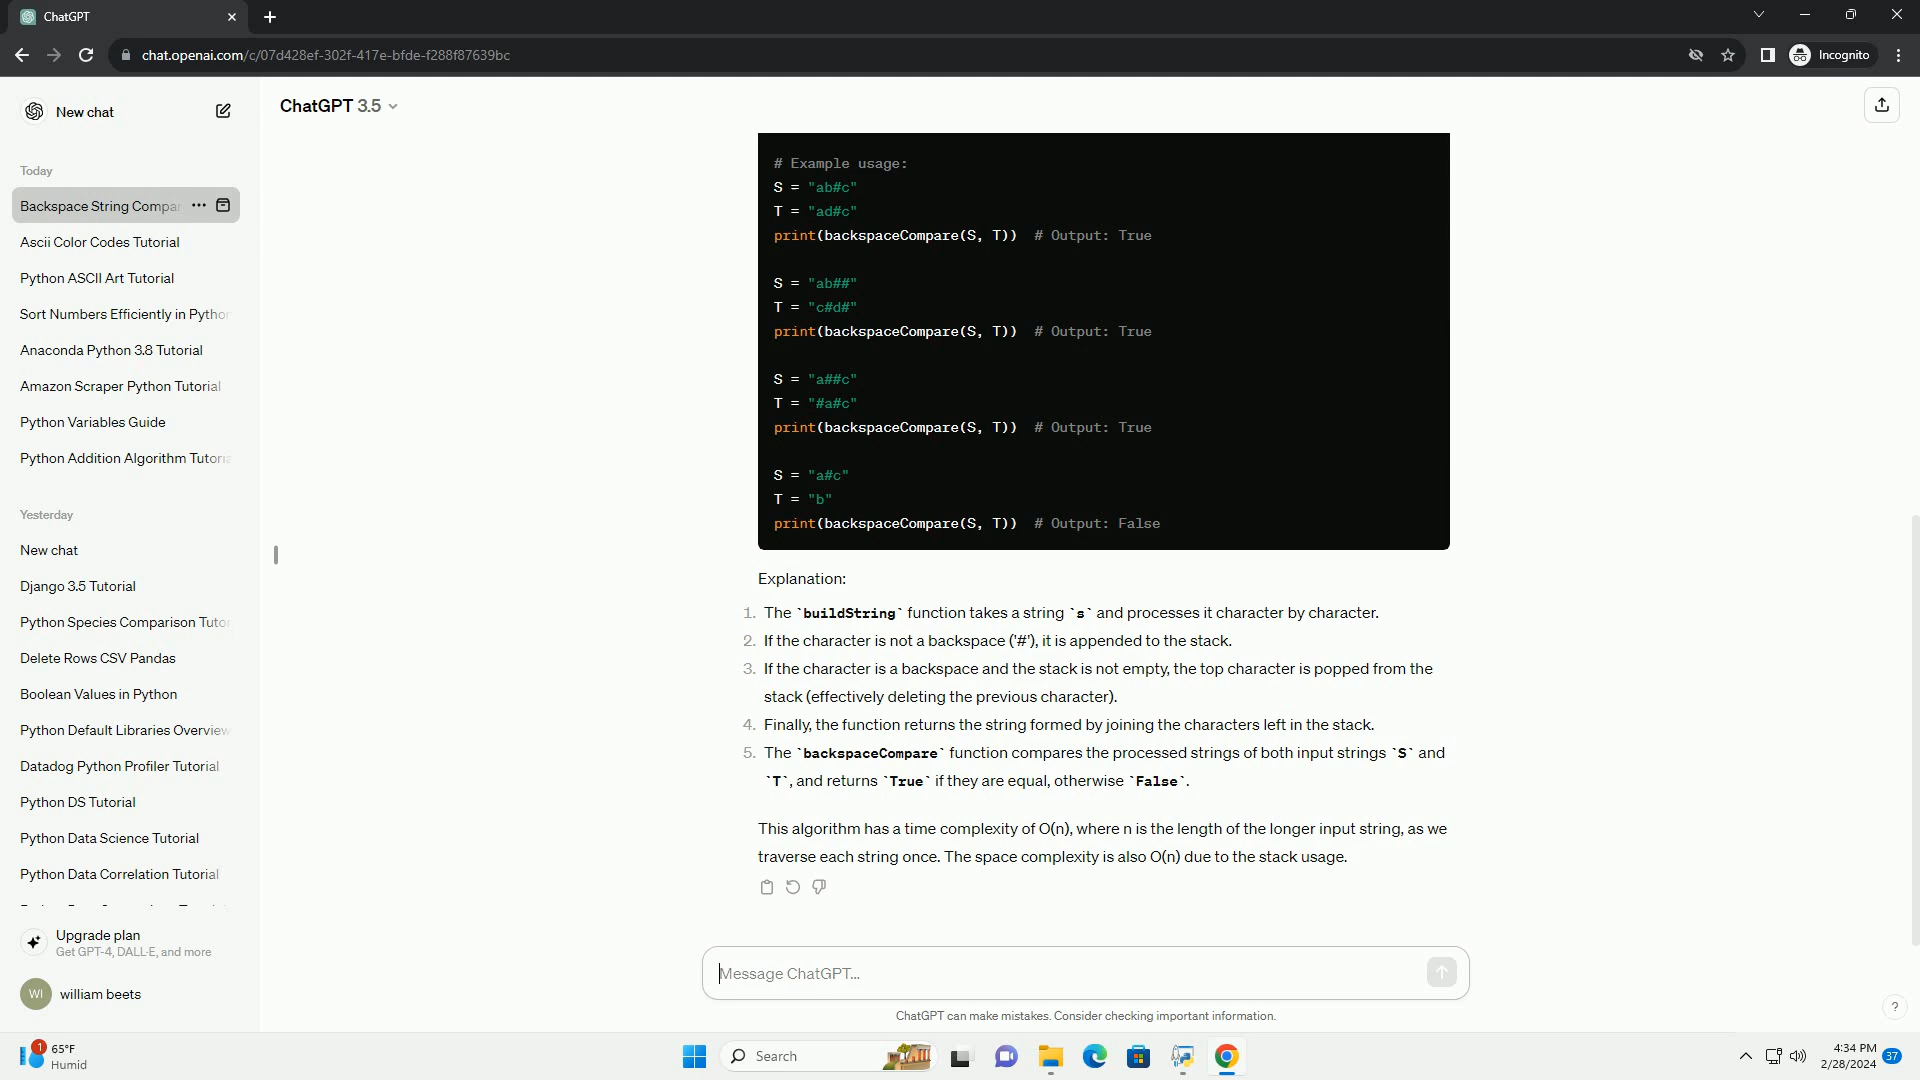 ChatGPT
chat.openai.com/c/07d428ef-302f-417e-bfde-f288f87639bc
Incognito
New chat
Today
Backspace String Compar
Ascii Color Codes Tutorial
Python ASCII Art Tutorial
Sort Numbers Efficiently in Python
Anaconda Python 3.8 Tutorial
Amazon Scraper Python Tutorial
Python Variables Guide
Python Addition Algorithm Tutoria
Yesterday
New chat
Django 3.5 Tutorial
Python Species Comparison Tutor
Delete Rows CSV Pandas
Boolean Values in Python
Python Default Libraries Overview
Datadog Python Profiler Tutorial
Python DS Tutorial
Python Data Science Tutorial
Python Data Correlation Tutorial
Upgrade plan
Get GPT-4, DALL·E, and more
WI
william beets
ChatGPT 3.5
# Example usage:
S = "ab#c"
T = "ad#c"
print(backspaceCompare(S, T))  # Output: True
S = "ab##"
T = "c#d#"
print(backspaceCompare(S, T))  # Output: True
S = "a##c"
T = "#a#c"
print(backspaceCompare(S, T))  # Output: True
S = "a#c"
T = "b"
print(backspaceCompare(S, T))  # Output: False
Explanation:
1. The `buildString` function takes a string `s` and processes it character by character.
2. If the character is not a backspace ('#'), it is appended to the stack.
3. If the character is a backspace and the stack is not empty, the top character is popped from the
stack (effectively deleting the previous character).
4. Finally, the function returns the string formed by joining the characters left in the stack.
5. The `backspaceCompare` function compares the processed strings of both input strings `S` and
`T`, and returns `True` if they are equal, otherwise `False`.
This algorithm has a time complexity of O(n), where n is the length of the longer input string, as we
traverse each string once. The space complexity is also O(n) due to the stack usage.
Message ChatGPT...
ChatGPT can make mistakes. Consider checking important information.
?
1
65°F
Humid
Search
4:34 PM
2/28/2024
37